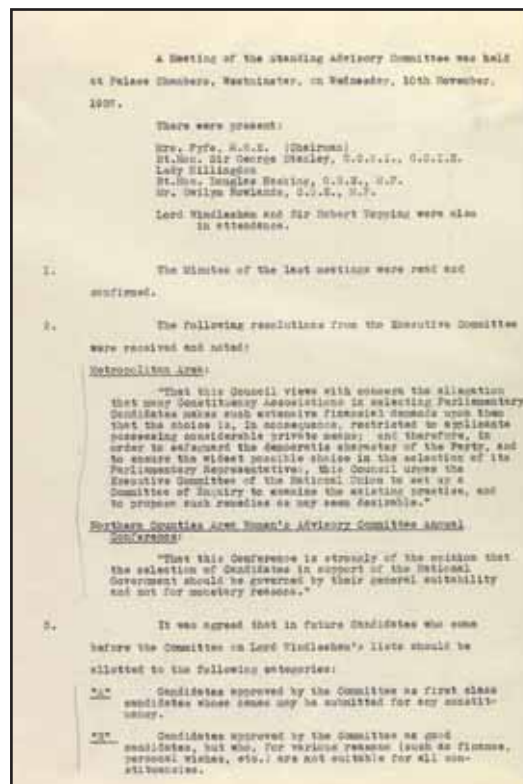 A Meeting of the Standing Advisory Committee was held
at Palace Chambers, Westminster, on Wednesday, 10th November,
There were present:
Mrs. Fyfe, (Chairman)
Rt.Hon. Sir George Stanley, G.C.S.I., G.C.I.E.
Lady
Rt.Hon. Douglas Hacking, M.P.
Mr. Gwilym Rowlands, M.P.
Lord Windlesham and Sir Robert Topping were also
in attendance.
1. The Minutes of the last meetings were read and
confirmed.
2. The following resolutions from the Executive Committee
were received and noted:
Metropolitan Area:
"That this Council views with concern the allegation
that many Constituency Associations in selecting Parliamentary
Candidates makes such extensive financial demands upon them
that the choice is, in consequence, restricted to applicants
possessing considerable private means; and therefore, in
order to safeguard the democratic character of the Party, and
to ensure the widest possible choice in the selection of its
Parliamentary Representatives, this Council urges the
Executive Committee of the National Union to set up a
Committee of Enquiry to examine the existing practice, and
to propose such remedies as may seem desirable."
Northern Counties Area Women's Advisory Committee Annual
Conference:
"That this Conference is strongly of the opinion that
the selection of Candidates in support of the National
Government should be governed by their general suitability
and not for monetary reasons."
3. It was agreed that in future Candidates who come
before the Committee on Lord Windlesham's lists should be
allotted to the following categories:
"A" Candidates approved by the Committee as first class
candidates whose names may be submitted for any constit-
uency.
"B" Candidates approved by the Committee as good
candidates, but who, for various reasons (such as finance,
personal wishes, etc.) are not suitable for all con-
stituencies.